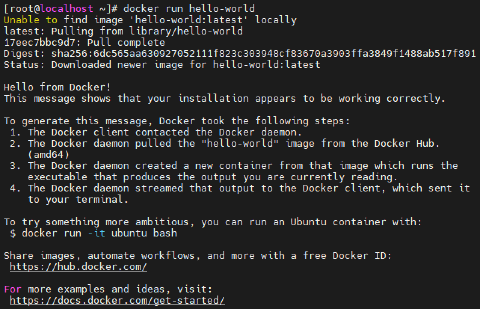 [root@localhost ~]# docker run hello-world
Unable to find image 'hello-world:latest' locally
latest: Pulling from library/hello-world
17eec7bbc9d7: Pull complete
Digest: sha256:6dc565aa630927052111f823c303948cf83670a3903ffa3849f1488ab517f891
Status: Downloaded newer image for hello-world:latest

Hello from Docker!
This message shows that your installation appears to be working correctly.

To generate this message, Docker took the following steps:
 1. The Docker client contacted the Docker daemon.
 2. The Docker daemon pulled the "hello-world" image from the Docker Hub.
    (amd64)
 3. The Docker daemon created a new container from that image which runs the
    executable that produces the output you are currently reading.
 4. The Docker daemon streamed that output to the Docker client, which sent it
    to your terminal.

To try something more ambitious, you can run an Ubuntu container with:
 $ docker run -it ubuntu bash

Share images, automate workflows, and more with a free Docker ID:
 https://hub.docker.com/

For more examples and ideas, visit:
 https://docs.docker.com/get-started/